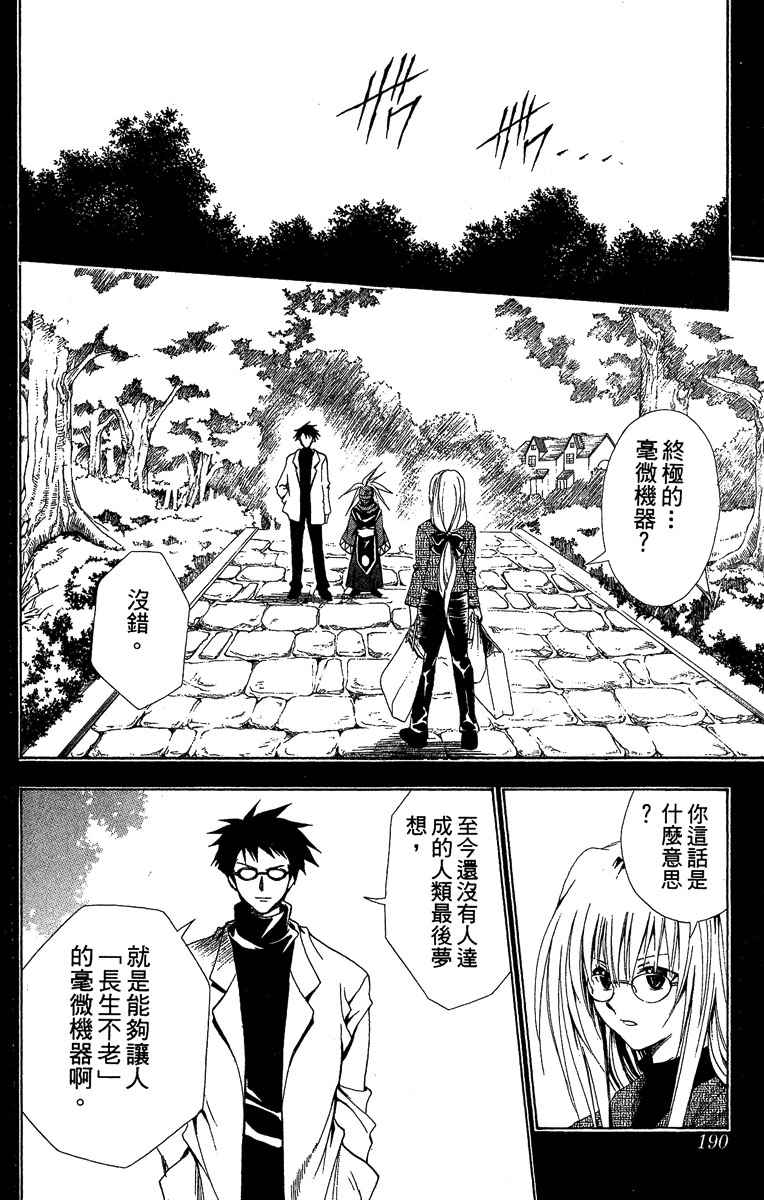 ザワ
ザワ
終極的…
毫微機器？
沒錯。
你這話是
什麼意思
？
至今還沒有人達
成的人類最後夢
想，
就是能夠讓人
「長生不老」
的毫微機器啊。
190